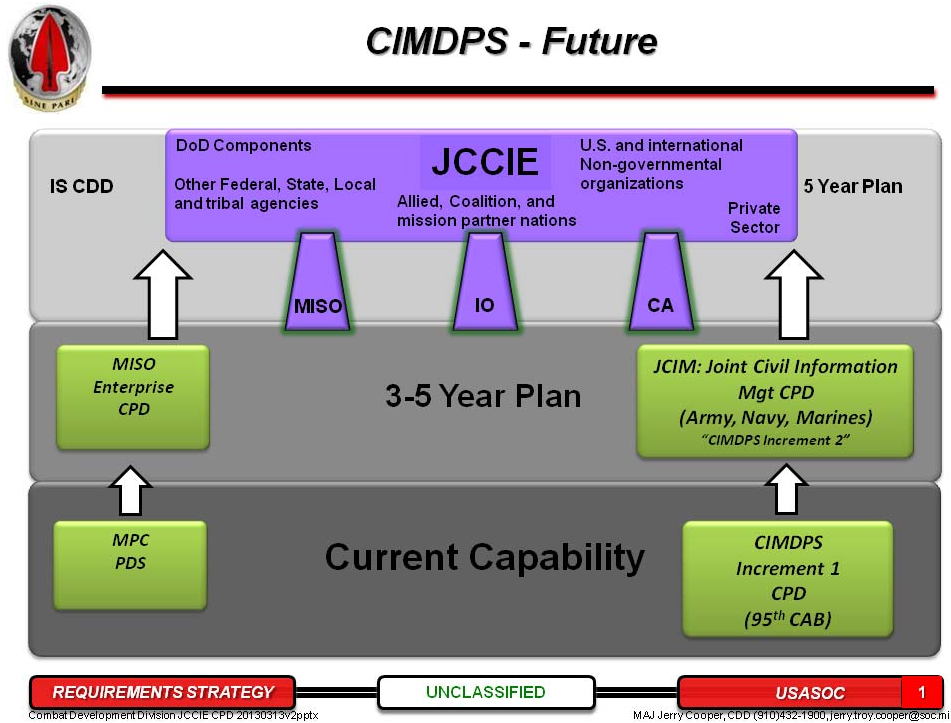 CIMDPS - Future
SINE PARI
IS CDD
DoD Components
Other Federal, State, Local
and tribal agencies
JCCIE
Allied, Coalition, and
mission partner nations
U.S. and international
Non-governmental
organizations
Private
Sector
5 Year Plan
MISO
IO
CA
MISO
Enterprise
CPD
3-5 Year Plan
JCIM: Joint Civil Information
Mgt CPD
(Army, Navy, Marines)
“CIMDPS Increment 2”
MPC
PDS
Current Capability
CIMDPS
Increment 1
CPD
(95th CAB)
REQUIREMENTS STRATEGY
UNCLASSIFIED
USASOC
1
Combat Development Division JCCIE CPD 20130313v2pptx
MAJ Jerry Cooper, CDD (910)432-1900, jerry.troy.cooper@soc.mi